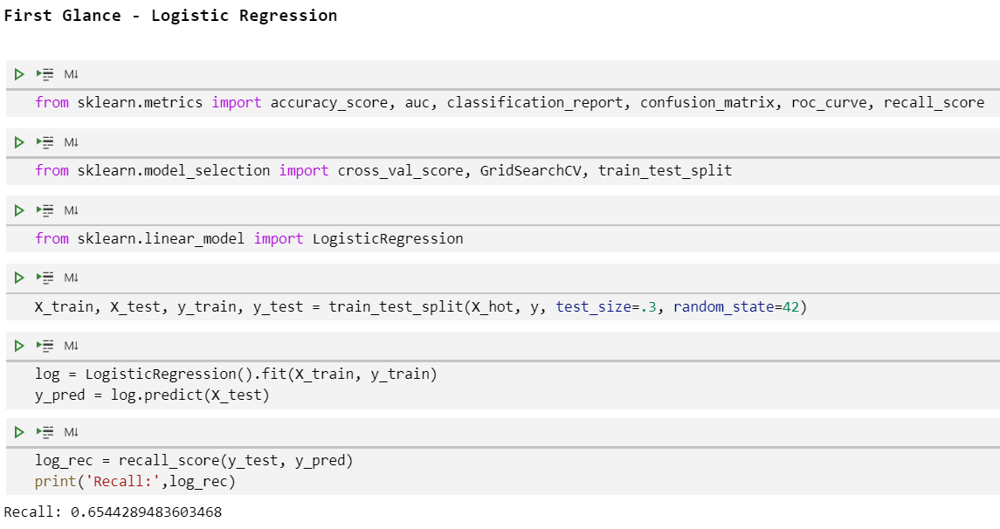 First Glance - Logistic Regression
M↓
from sklearn.metrics import accuracy_score, auc, classification_report, confusion_matrix, roc_curve, recall_score
M↓
from sklearn.model_selection import cross_val_score, GridSearchCV, train_test_split
M↓
from sklearn.linear_model import LogisticRegression
M↓
X_train, X_test, y_train, y_test = train_test_split(X_hot, y, test_size=.3, random_state=42)
M↓
log = LogisticRegression().fit(X_train, y_train)
y_pred = log.predict(X_test)
M↓
log_rec = recall_score(y_test, y_pred)
print('Recall:',log_rec)
Recall: 0.6544289483603468